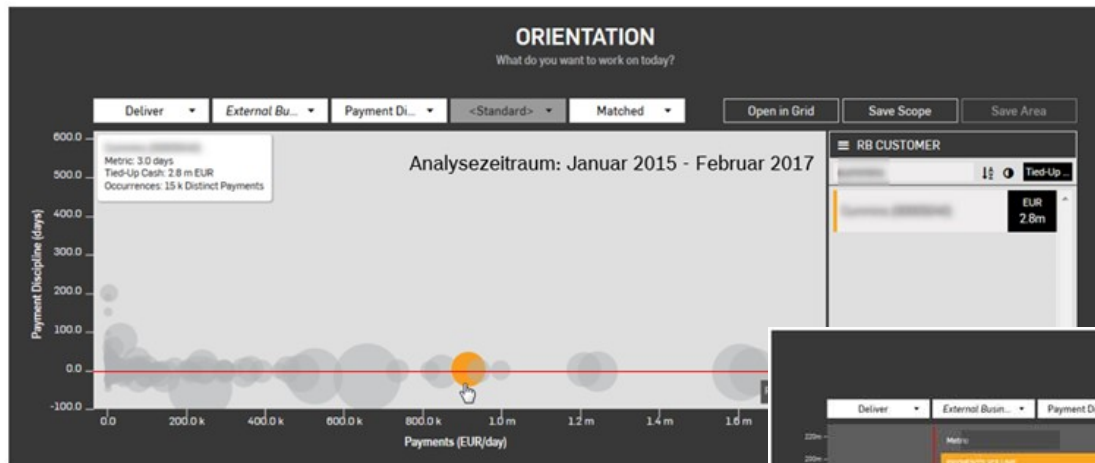 ORIENTATION
What do you want to work on today?
Deliver
External Bu...
Payment Di...
<Standard>
Matched
Open in Grid
Save Scope
Save Area
Metric: 3.0 days
Tied-Up Cash: 2.8 m EUR
Occurrences: 15 k Distinct Payments
Analysezeitraum: Januar 2015 - Februar 2017
RB CUSTOMER
Tied-Up ...
EUR
2.8m
Payment Discipline (days)
600.0
500.0
400.0
300.0
200.0
100.0
0.0
-100.0
0.0
200.0 k
400.0 k
600.0 k
800.0 k
1.0 m
1.2 m
1.4 m
1.6 m
Payments (EUR/day)
Deliver
External Busin...
Payment D
220m
200m
Metric
PAYMENTS VOLUME